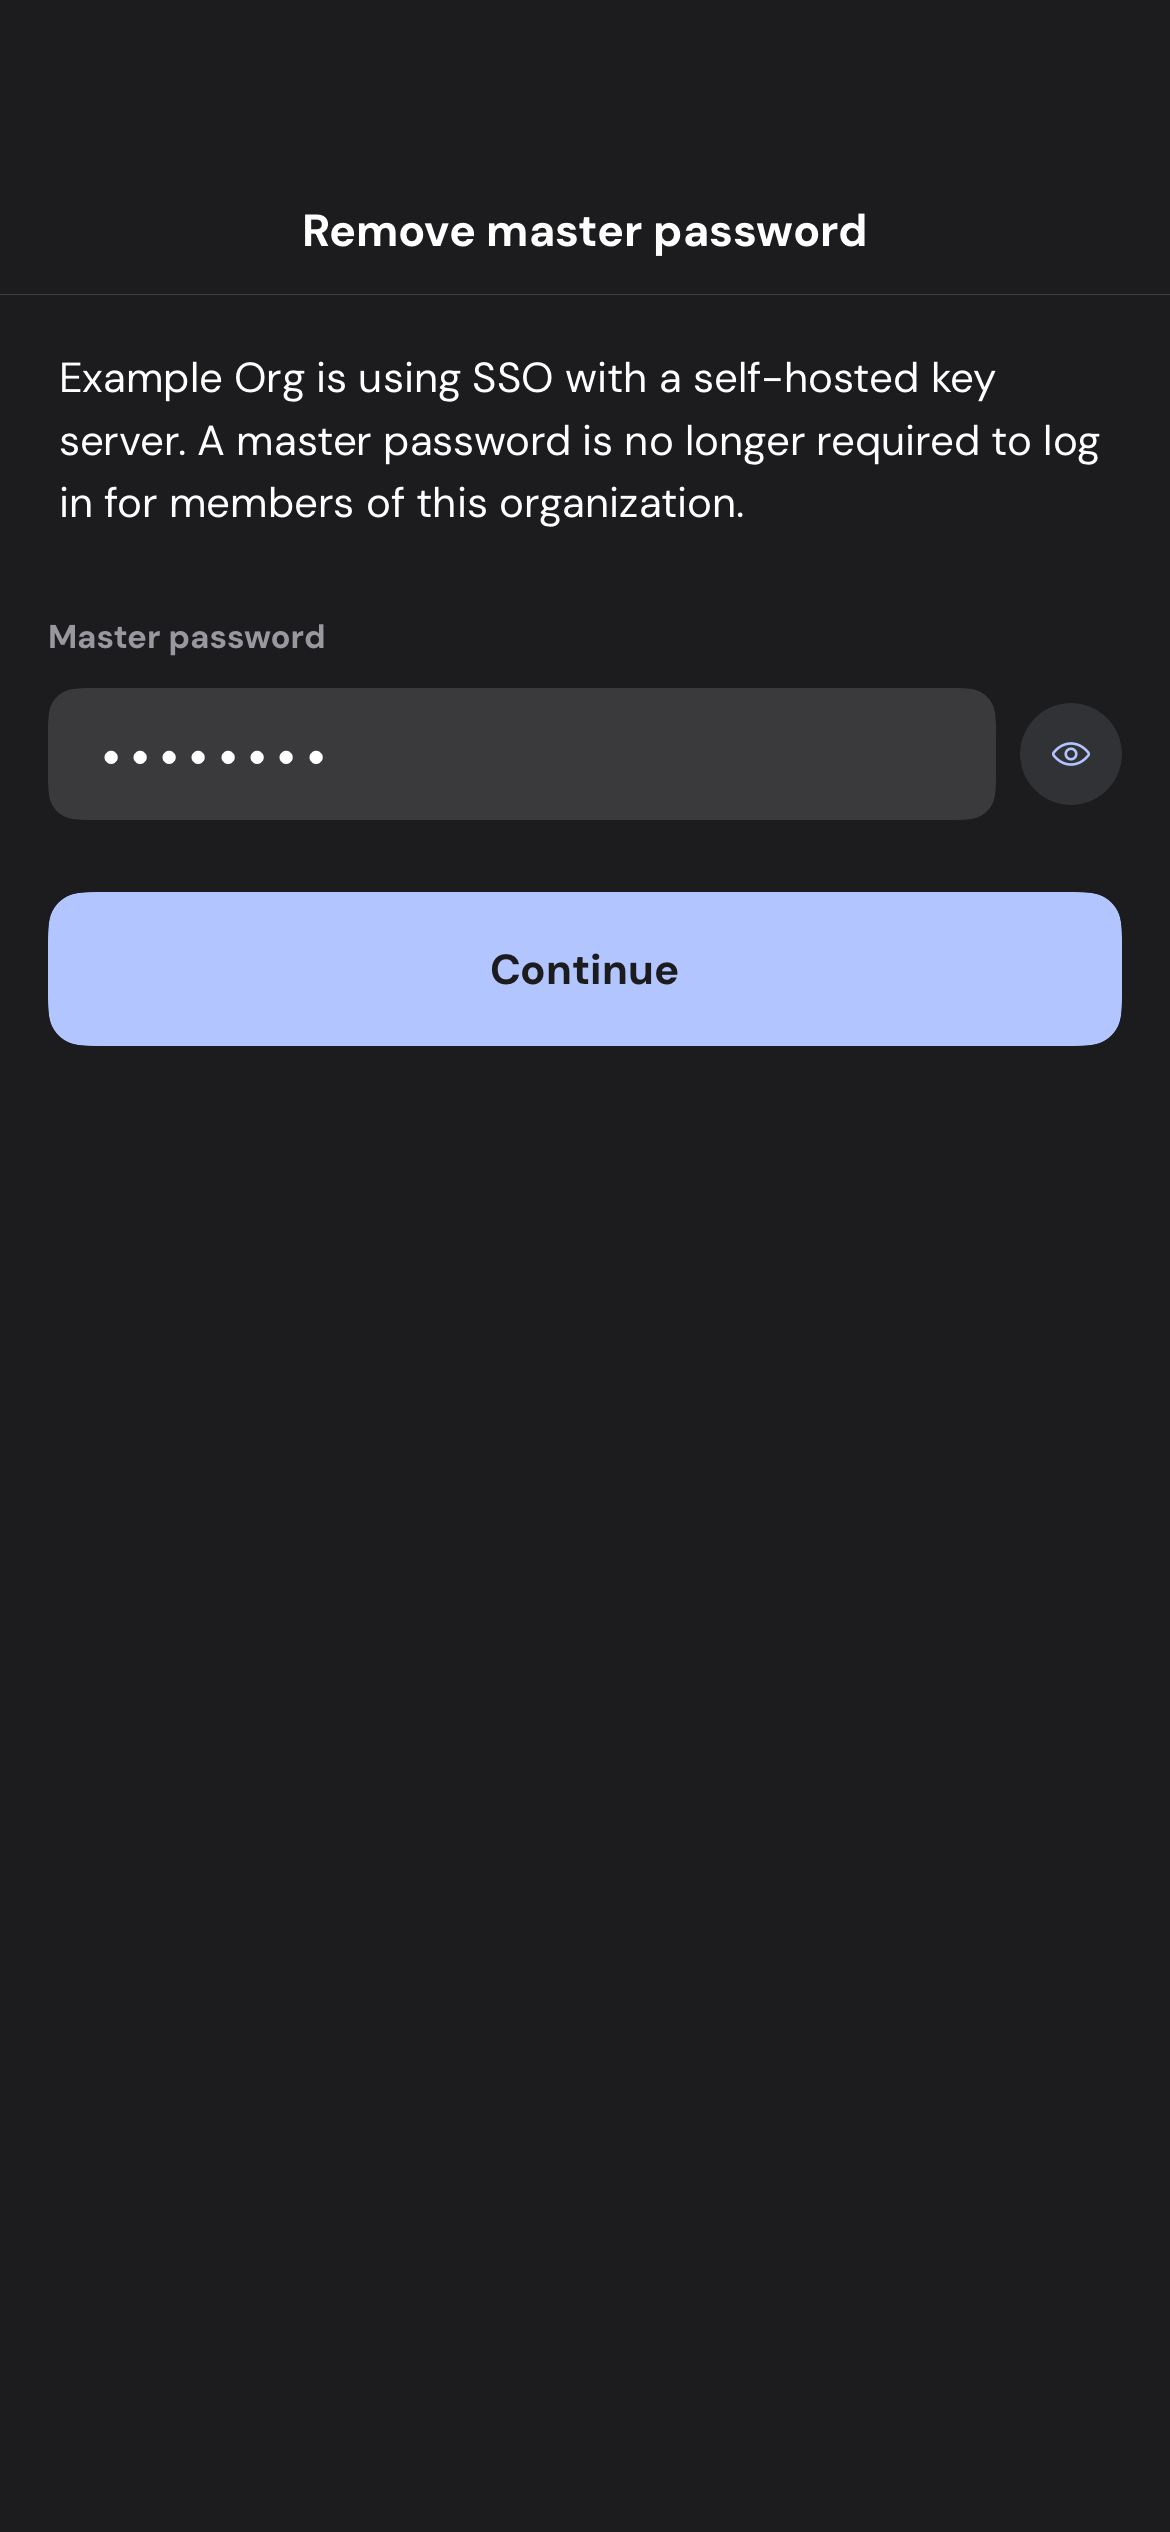 Remove master password
Example Org is using SSO with a self-hosted key
server. A master password is no longer required to log
in for members of this organization.
Master password
••••••••
Continue